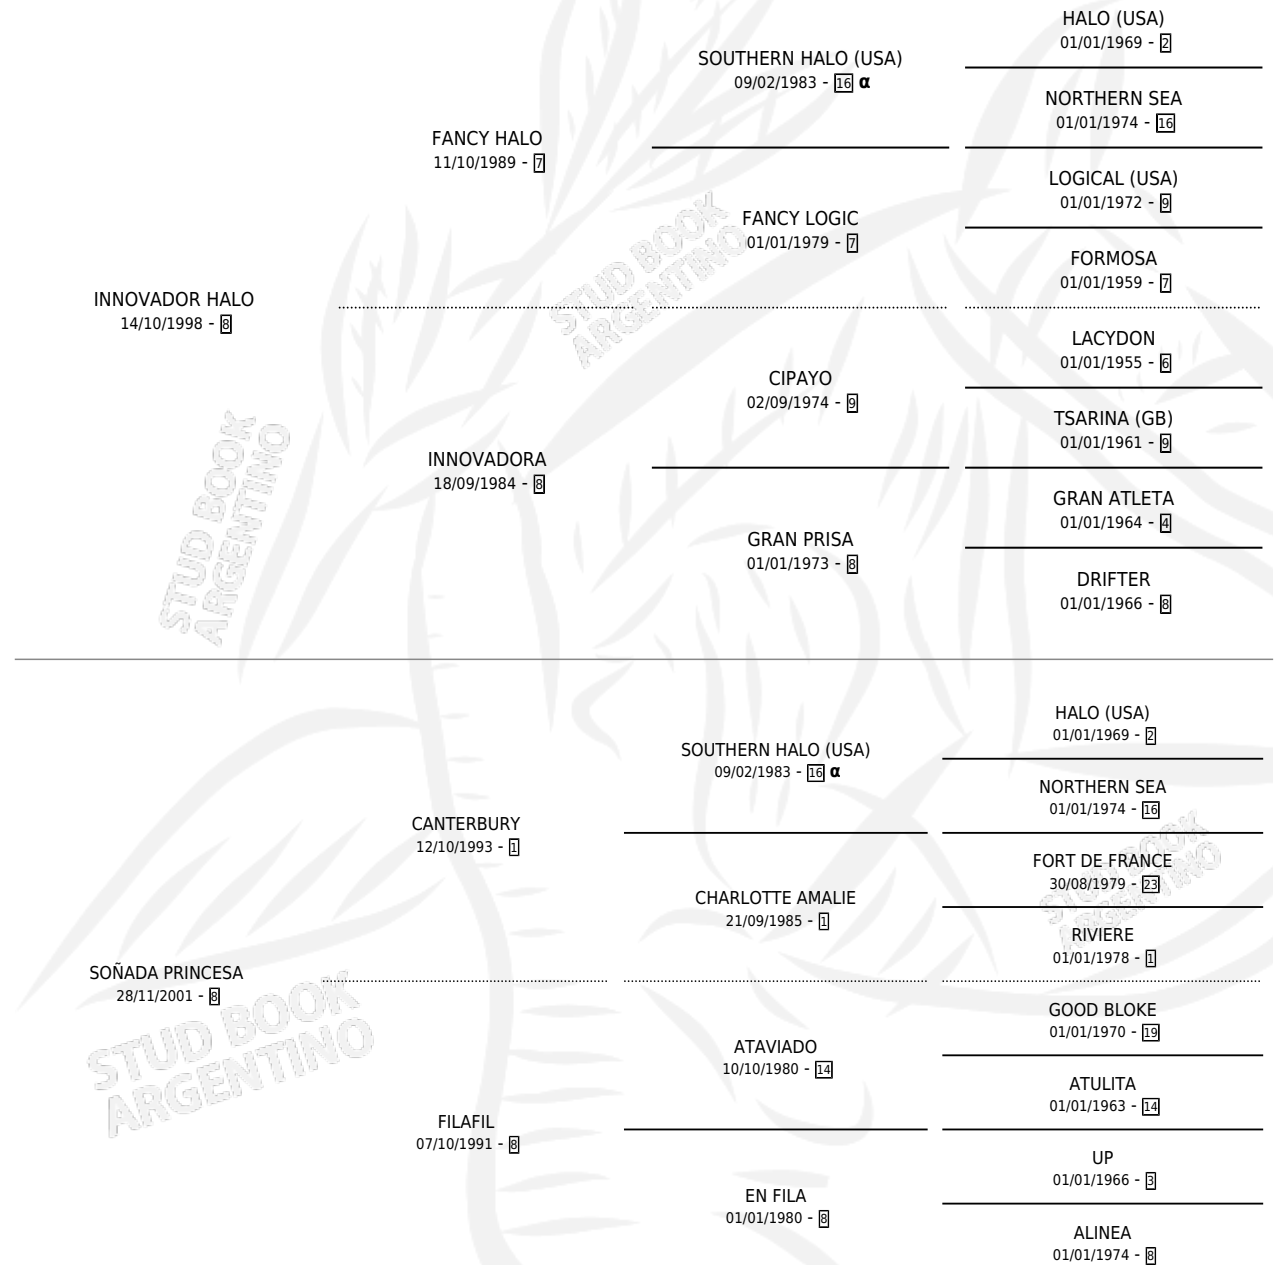 HALO (USA)
01/01/1969 - 2
SOUTHERN HALO (USA)
09/02/1983 - 16 α
NORTHERN SEA
01/01/1974 - 16
FANCY HALO
11/10/1989 - 7
LOGICAL (USA)
01/01/1972 - 9
FANCY LOGIC
01/01/1979 - 7
FORMOSA
01/01/1959 - 7
INNOVADOR HALO
14/10/1998 - 8
LACYDON
01/01/1955 - 6
CIPAYO
02/09/1974 - 9
TSARINA (GB)
01/01/1961 - 9
INNOVADORA
18/09/1984 - 8
GRAN ATLETA
01/01/1964 - 4
GRAN PRISA
01/01/1973 - 8
DRIFTER
01/01/1966 - 8
HALO (USA)
01/01/1969 - 2
SOUTHERN HALO (USA)
09/02/1983 - 16 α
NORTHERN SEA
01/01/1974 - 16
CANTERBURY
12/10/1993 - 1
FORT DE FRANCE
30/08/1979 - 23
CHARLOTTE AMALIE
21/09/1985 - 1
RIVIERE
01/01/1978 - 1
SOÑADA PRINCESA
28/11/2001 - 8
GOOD BLOKE
01/01/1970 - 19
ATAVIADO
10/10/1980 - 14
ATULITA
01/01/1963 - 14
FILAFIL
07/10/1991 - 8
UP
01/01/1966 - 3
EN FILA
01/01/1980 - 8
ALINEA
01/01/1974 - 8
STUD BOOK
ARGENTINO
STUD BOOK
ARGENTINO
STUD BOOK
ARGENTINO
STUD BOOK
ARGENTINO